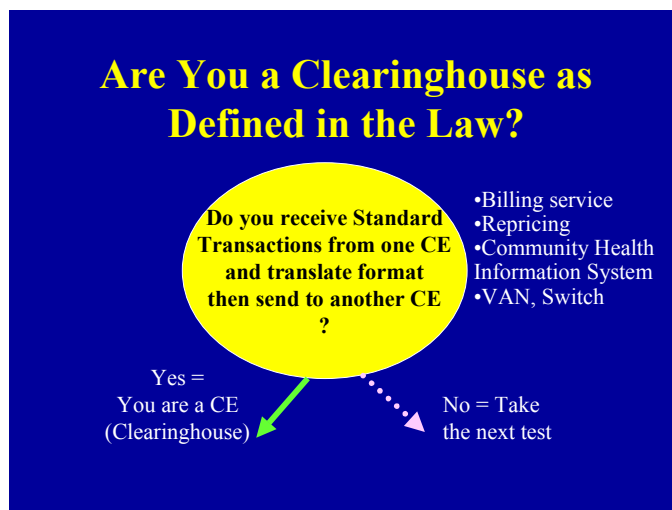 Are You a Clearinghouse as
Defined in the Law?
Do you receive Standard
Transactions from one CE
and translate format
then send to another CE
?
•Billing service
•Repricing
•Community Health
Information System
•VAN, Switch
Yes =
You are a CE
(Clearinghouse)
No = Take
the next test